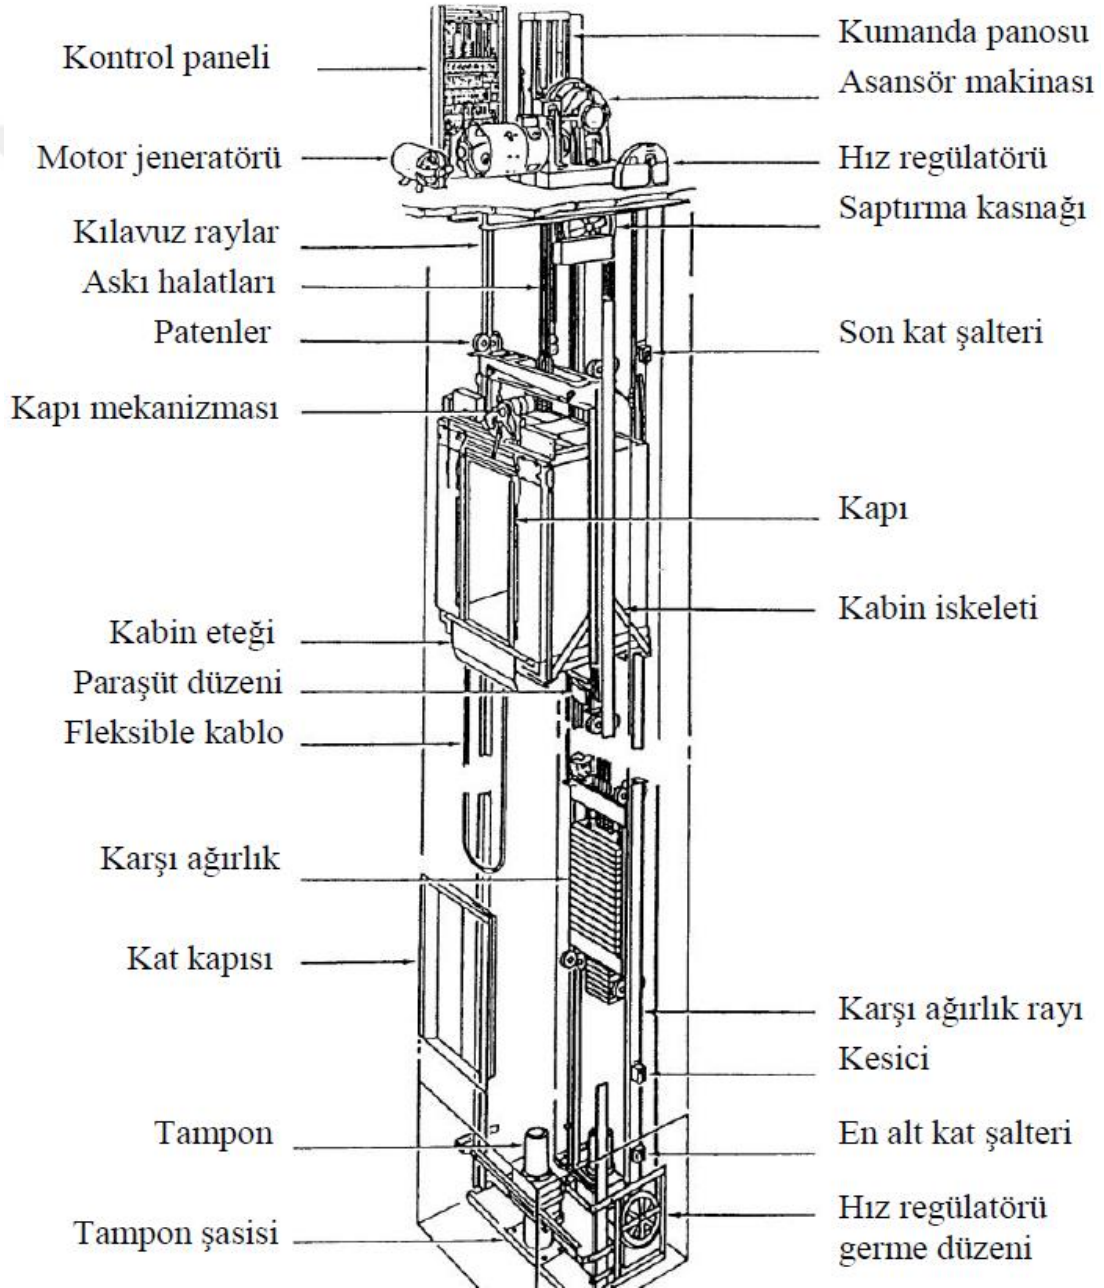 Kontrol paneli
Motor jeneratörü
Kılavuz raylar
Askı halatları
Patenler
Kapı mekanizması
Kabin eteği
Paraşüt düzeni
Fleksible kablo
Karşı ağırlık
Kat kapısı
Tampon
Tampon şasisi
Kumanda panosu
Asansör makinası
Hız regülatörü
Saptırma kasnağı
Son kat şalteri
Kapı
Kabin iskeleti
Karşı ağırlık rayı
Kesici
En alt kat şalteri
Hız regülatörü
germe düzeni